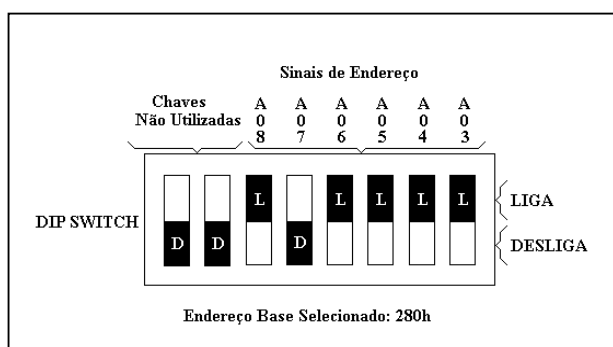 Sinais de Endereço
Chaves
Não Utilizadas
A A A A A A
0 0 0 0 0 0
8 7 6 5 4 3
L L L L L
LIGA
DIP SWITCH
D D D
DESLIGA
Endereço Base Selecionado: 280h